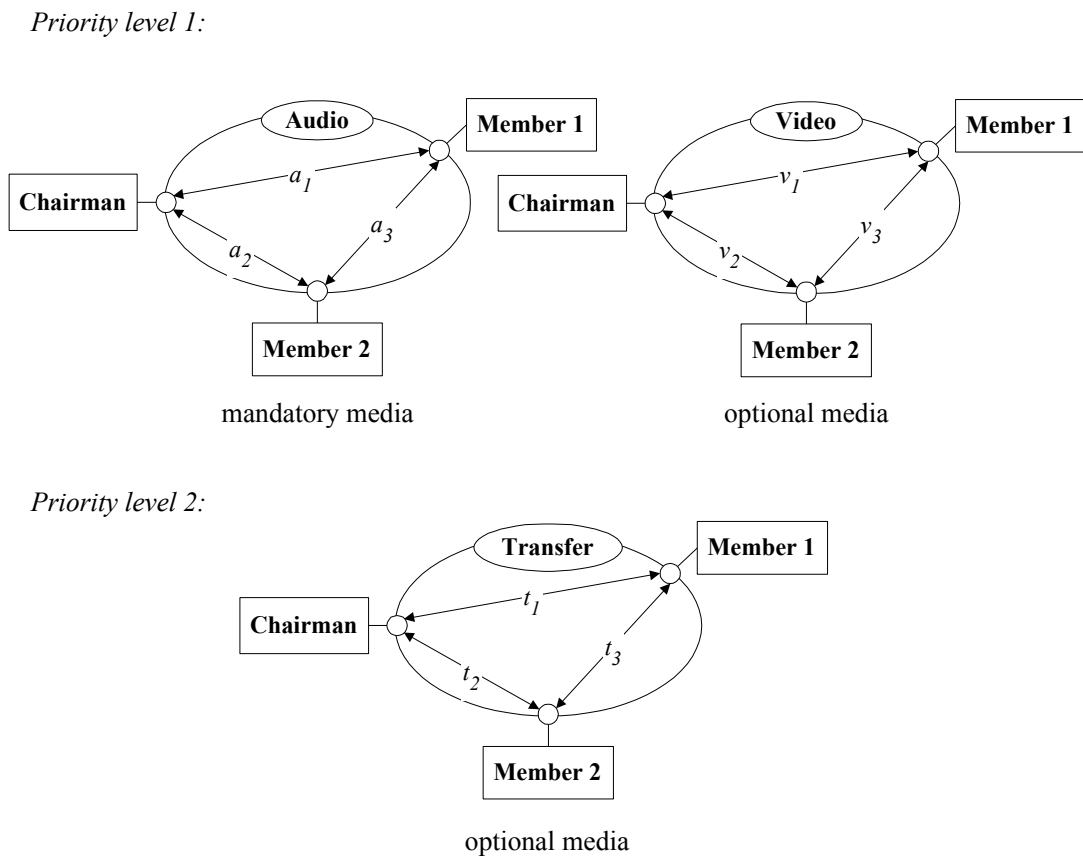 Priority level 1:
Audio
Member 1
Chairman
a1
a2
a3
Member 2
mandatory media
Video
Member 1
Chairman
v1
v2
v3
Member 2
optional media
Priority level 2:
Transfer
Member 1
Chairman
t1
t2
t3
Member 2
optional media